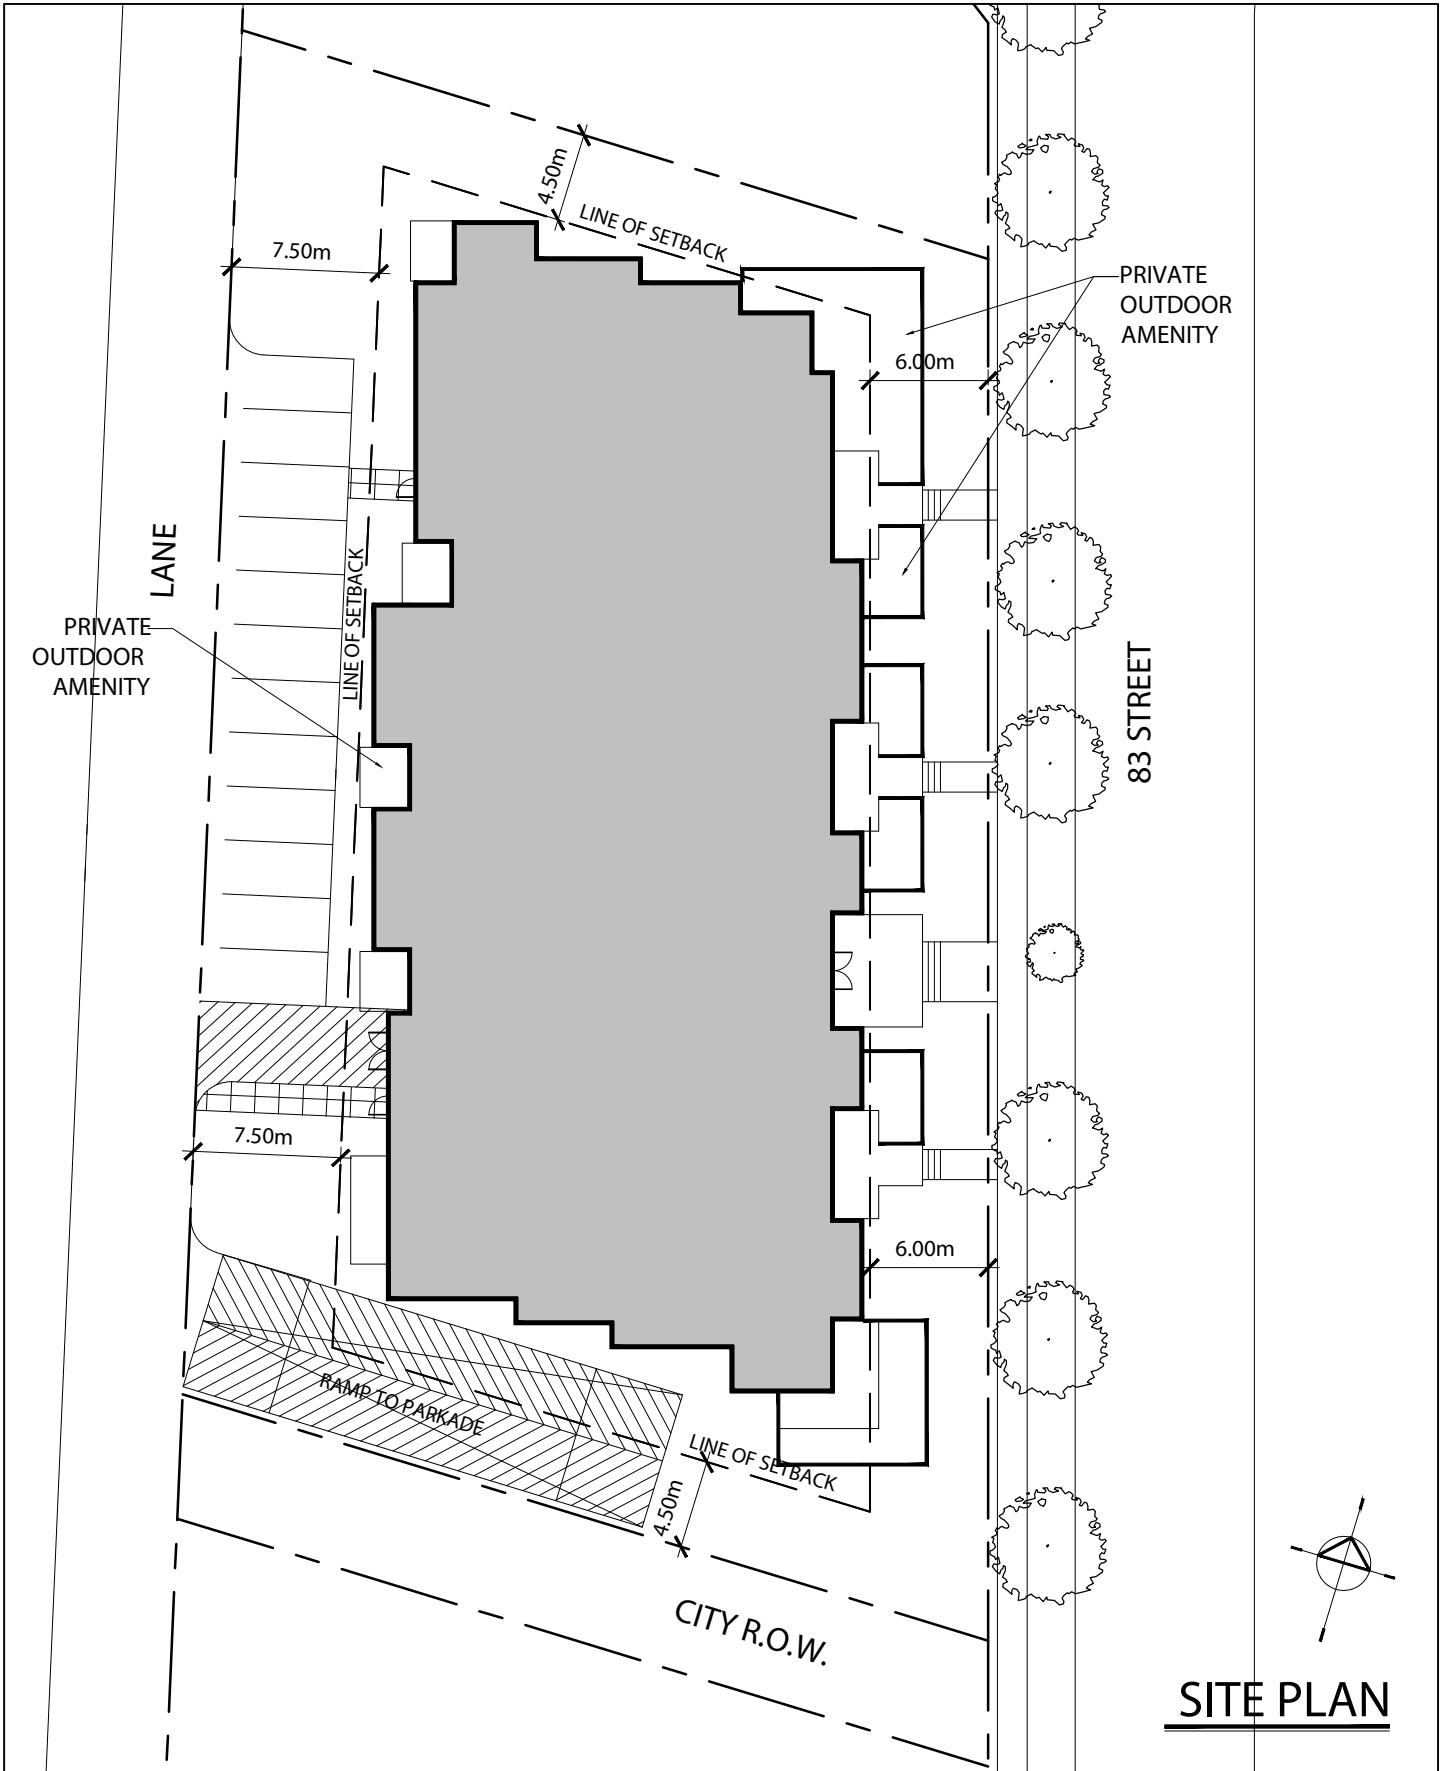 4.50m
LINE OF SETBACK
7.50m
PRIVATE
OUTDOOR
AMENITY
6.00m
LANE
LINE OF SETBACK
PRIVATE
OUTDOOR
AMENITY
83 STREET
7.50m
6.00m
RAMP TO PARKADE
LINE OF SETBACK
4.50m
CITY R.O.W.
SITE PLAN